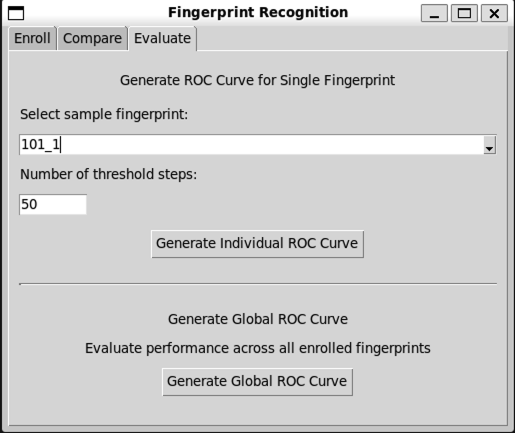 Fingerprint Recognition
Enroll Compare Evaluate
Generate ROC Curve for Single Fingerprint
Select sample fingerprint:
101_1
Number of threshold steps:
50
Generate Individual ROC Curve
Generate Global ROC Curve
Evaluate performance across all enrolled fingerprints
Generate Global ROC Curve